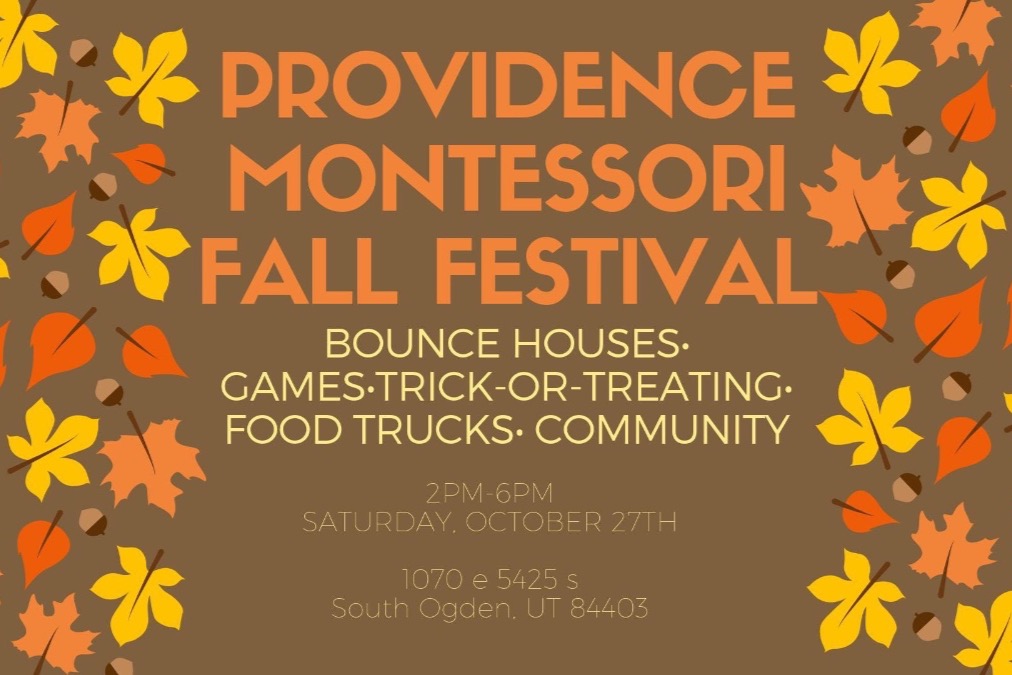 PROVIDENCE
MONTESSORI
FALL FESTIVAL
BOUNCE HOUSES•
GAMES•TRICK-OR-TREATING•
FOOD TRUCKS• COMMUNITY
2PM-6PM
SATURDAY, OCTOBER 27TH
1070 e 5425 s
South Ogden, UT 84403